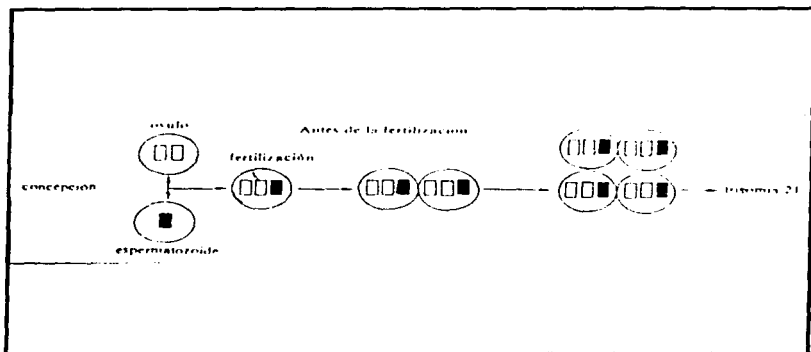 óvulo
Antes de la fertilización
fertilización
concepción
trisomía 21
espermatozoide